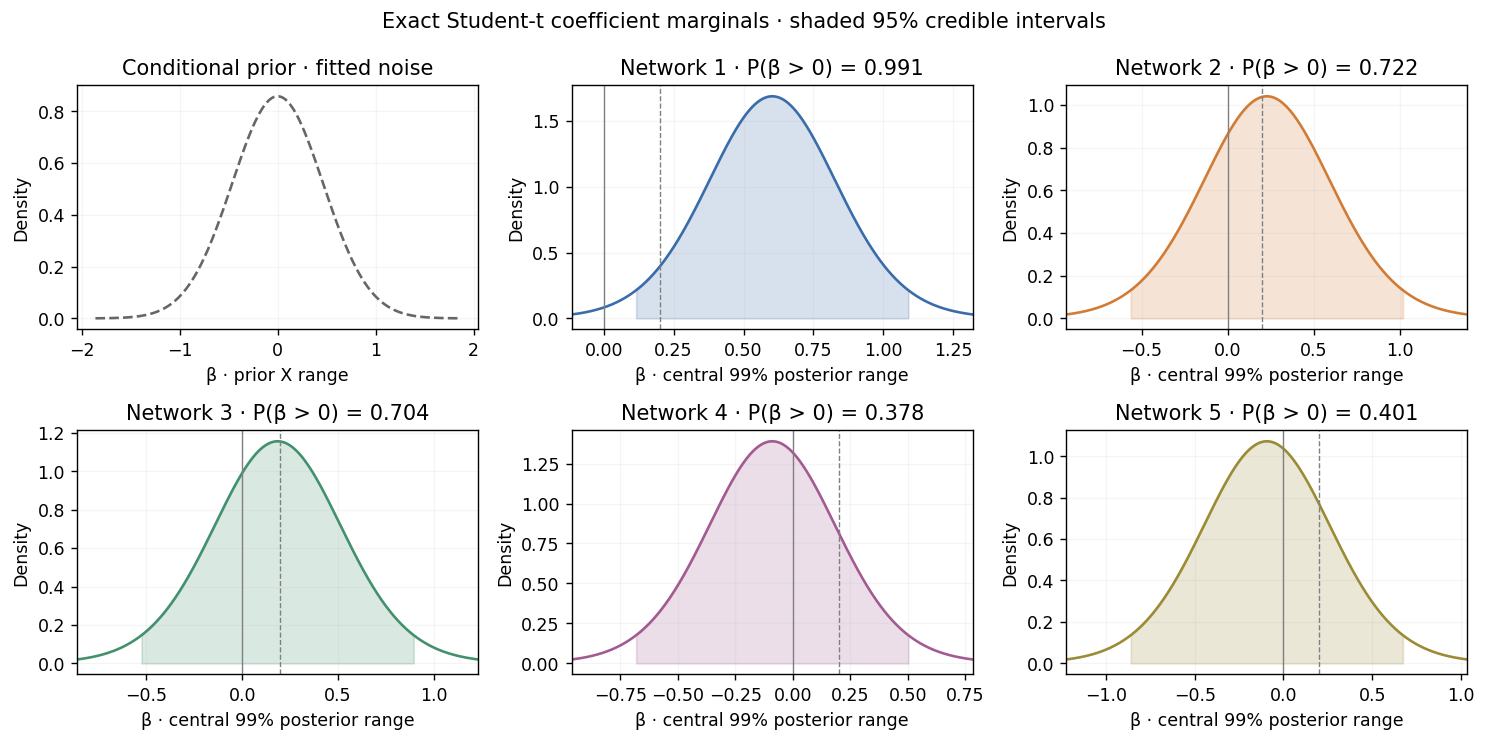 Exact Student-t coefficient marginals · shaded 95% credible intervals
Conditional prior · fitted noise
Density
0.8
0.6
0.4
0.2
0.0
−2 −1 0 1 2
β · prior X range
Network 1 · P(β > 0) = 0.991
Density
1.5
1.0
0.5
0.0
0.00 0.25 0.50 0.75 1.00 1.25
β · central 99% posterior range
Network 2 · P(β > 0) = 0.722
Density
1.0
0.8
0.6
0.4
0.2
0.0
−0.5 0.0 0.5 1.0
β · central 99% posterior range
Network 3 · P(β > 0) = 0.704
Density
1.2
1.0
0.8
0.6
0.4
0.2
0.0
−0.5 0.0 0.5 1.0
β · central 99% posterior range
Network 4 · P(β > 0) = 0.378
Density
1.25
1.00
0.75
0.50
0.25
0.00
−0.75 −0.50 −0.25 0.00 0.25 0.50 0.75
β · central 99% posterior range
Network 5 · P(β > 0) = 0.401
Density
1.0
0.8
0.6
0.4
0.2
0.0
−1.0 −0.5 0.0 0.5 1.0
β · central 99% posterior range